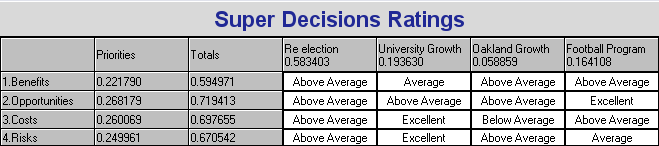 Super Decisions Ratings
Priorities Totals Re election University Growth Oakland Growth Football Program
0.583403 0.193630 0.058859 0.164108
1.Benefits 0.221790 0.594971 Above Average Average Above Average Above Average
2.Opportunities 0.268179 0.719413 Above Average Above Average Above Average Excellent
3.Costs 0.260069 0.697655 Above Average Excellent Below Average Above Average
4.Risks 0.249961 0.670542 Above Average Excellent Above Average Average